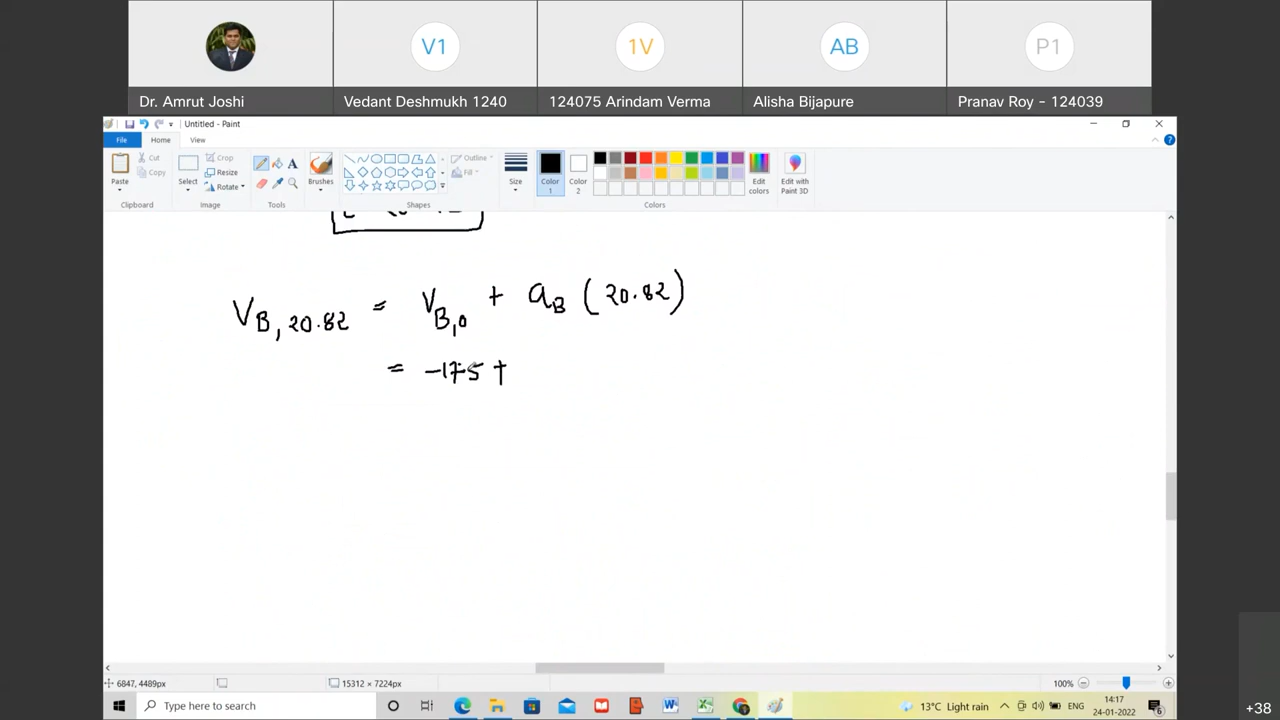 V1
1V
AB
P1
Dr. Amrut Joshi
Vedant Deshmukh 1240
124075 Arindam Verma
Alisha Bijapure
Pranav Roy - 124039
Untitled - Paint
File
Home
View
Paste
Cut
Copy
Clipboard
Select
Crop
Resize
Rotate
Image
A
Tools
Brushes
Shapes
Outline
Fill
Size
Color 1
Color 2
Edit colors
Edit with Paint 3D
Colors
V_B, 20.82 = V_B,0 + a_B (20.82)
= -175 +
6847, 4489px
15312 × 7224px
100%
Type here to search
13°C Light rain
ENG
14:17
24-01-2022
6
+38